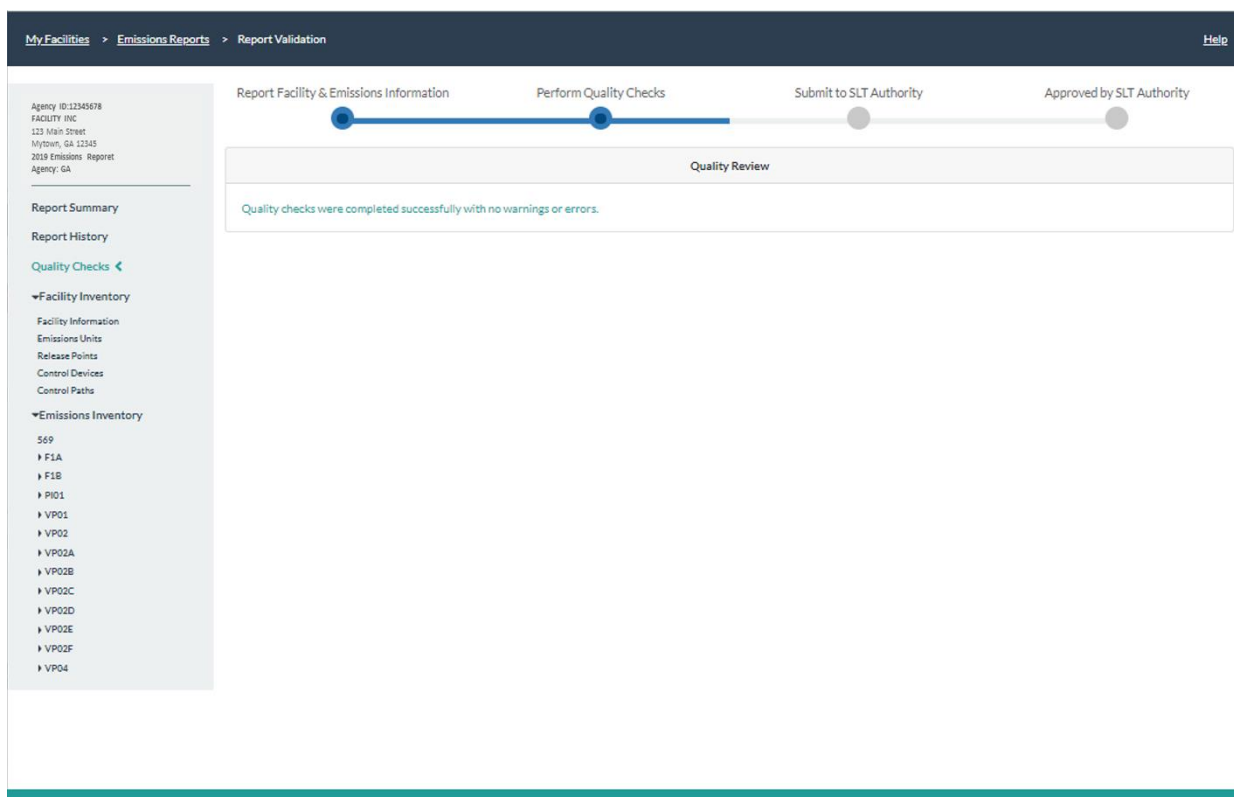 My Facilities > Emissions Reports > Report Validation Help
Agency ID:12345678
FACILITY INC
123 Main Street
Mytown, GA 12345
2019 Emissions Reporet
Agency: GA
Report Summary
Report History
Quality Checks
Facility Inventory
Facility Information
Emissions Units
Release Points
Control Devices
Control Paths
Emissions Inventory
569
F1A
F1B
PI01
VP01
VP02
VP02A
VP02B
VP02C
VP02D
VP02E
VP02F
VP04
Report Facility & Emissions Information Perform Quality Checks Submit to SLT Authority Approved by SLT Authority
Quality Review
Quality checks were completed successfully with no warnings or errors.